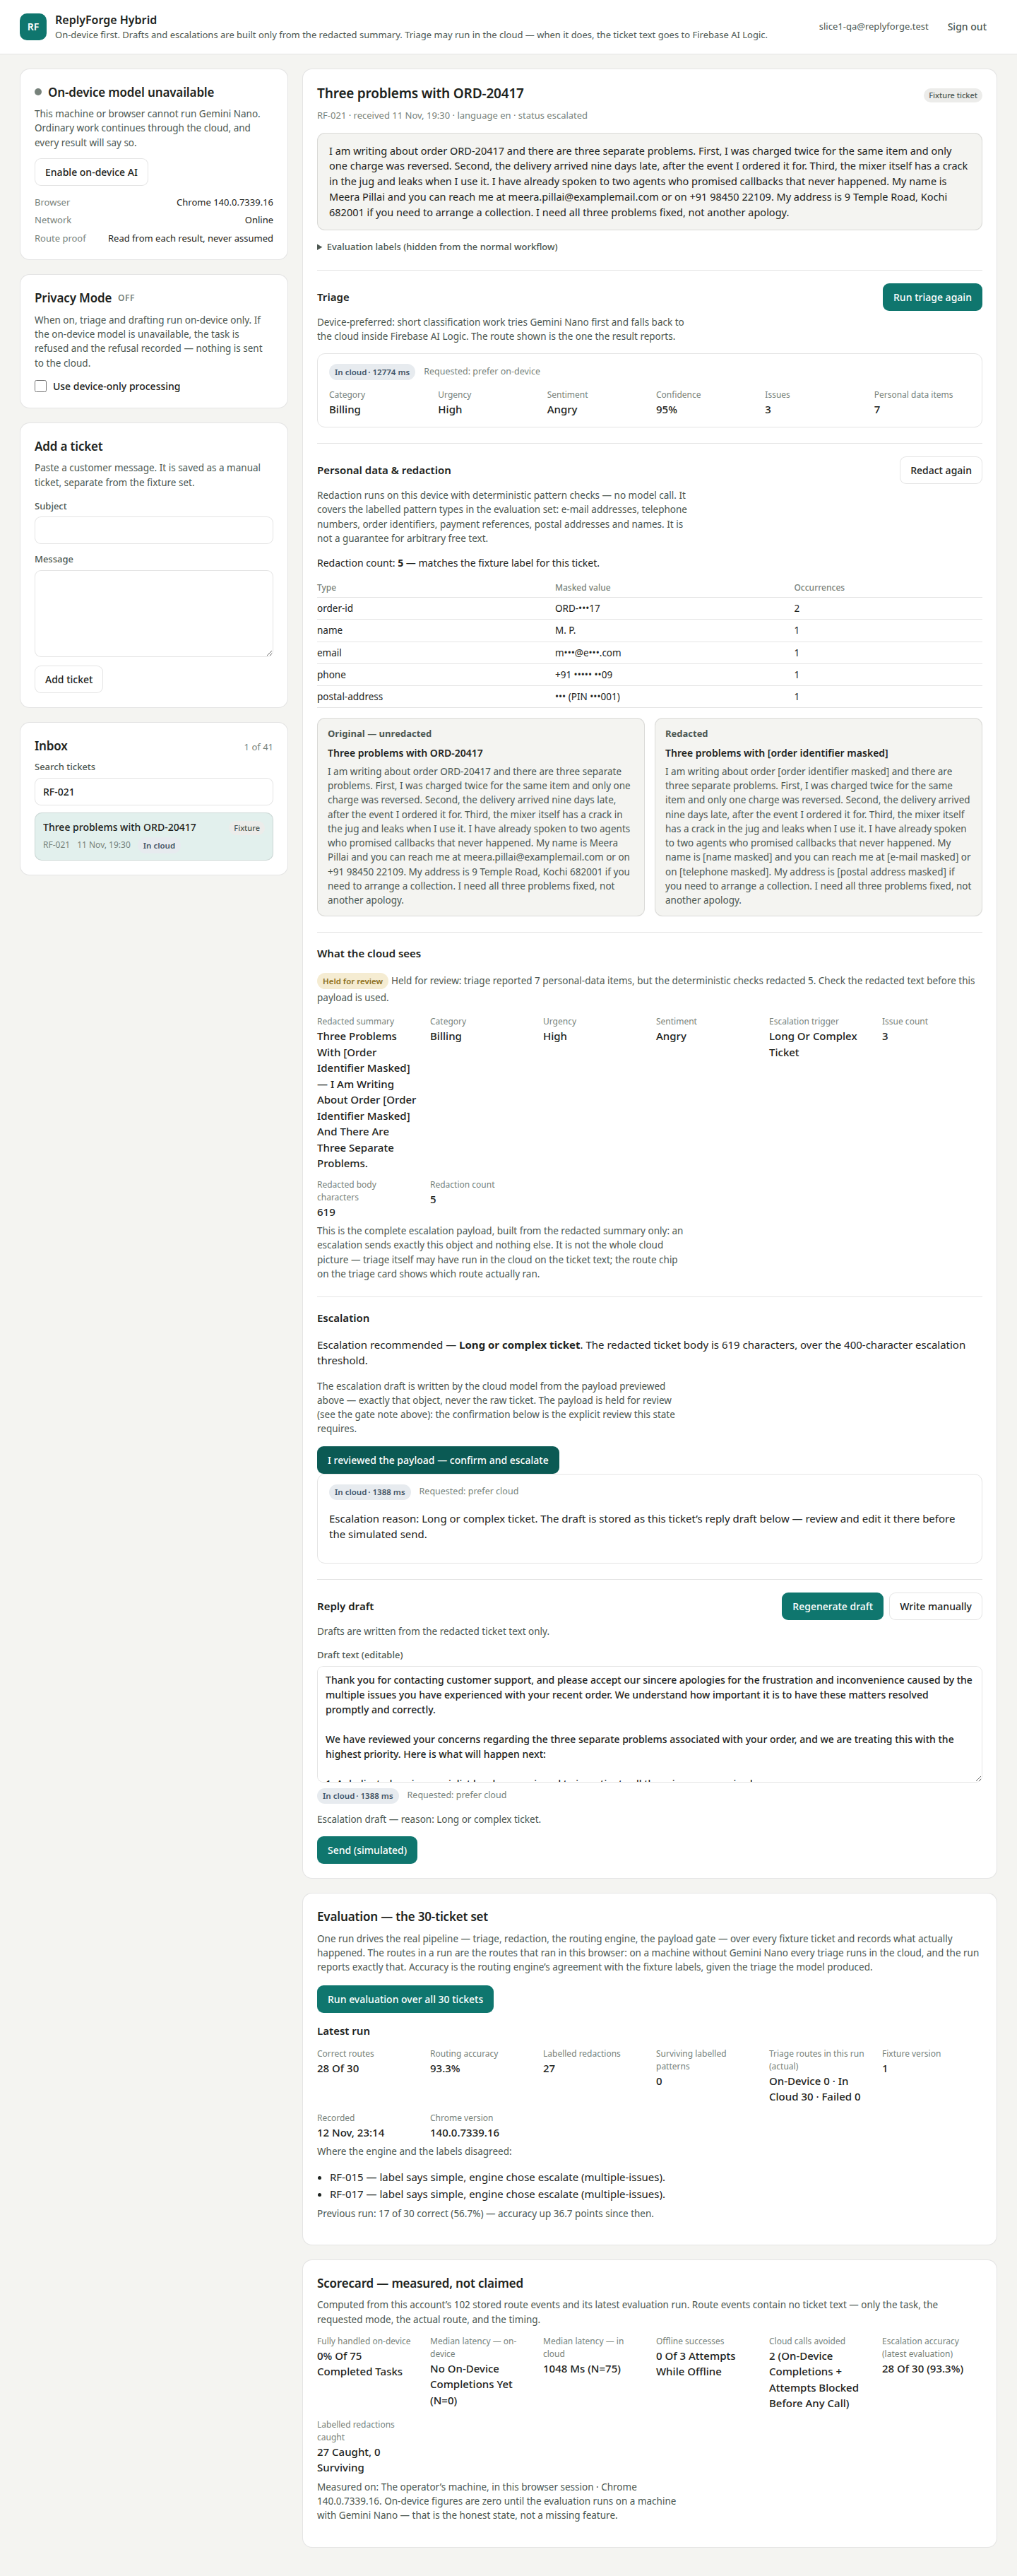 RF
ReplyForge Hybrid
On-device first. Drafts and escalations are built only from the redacted summary. Triage may run in the cloud — when it does, the ticket text goes to Firebase AI Logic.
slice1-qa@replyforge.test
Sign out
On-device model unavailable
This machine or browser cannot run Gemini Nano.
Ordinary work continues through the cloud, and
every result will say so.
Enable on-device AI
Browser Chrome 140.0.7339.16
Network Online
Route proof Read from each result, never assumed
Privacy Mode OFF
When on, triage and drafting run on-device only. If
the on-device model is unavailable, the task is
refused and the refusal recorded — nothing is sent
to the cloud.
Use device-only processing
Add a ticket
Paste a customer message. It is saved as a manual
ticket, separate from the fixture set.
Subject
Message
Add ticket
Inbox 1 of 41
Search tickets
RF-021
Three problems with ORD-20417 Fixture
RF-021 11 Nov, 19:30 In cloud
Three problems with ORD-20417 Fixture ticket
RF-021 · received 11 Nov, 19:30 · language en · status escalated
I am writing about order ORD-20417 and there are three separate problems. First, I was charged twice for the same item and only
one charge was reversed. Second, the delivery arrived nine days late, after the event I ordered it for. Third, the mixer itself has a crack
in the jug and leaks when I use it. I have already spoken to two agents who promised callbacks that never happened. My name is
Meera Pillai and you can reach me at meera.pillai@examplemail.com or on +91 98450 22109. My address is 9 Temple Road, Kochi
682001 if you need to arrange a collection. I need all three problems fixed, not another apology.
▶ Evaluation labels (hidden from the normal workflow)
Triage Run triage again
Device-preferred: short classification work tries Gemini Nano first and falls back to
the cloud inside Firebase AI Logic. The route shown is the one the result reports.
In cloud · 12774 ms Requested: prefer on-device
Category Urgency Sentiment Confidence Issues Personal data items
Billing High Angry 95% 3 7
Personal data & redaction Redact again
Redaction runs on this device with deterministic pattern checks — no model call. It
covers the labelled pattern types in the evaluation set: e-mail addresses, telephone
numbers, order identifiers, payment references, postal addresses and names. It is
not a guarantee for arbitrary free text.
Redaction count: 5 — matches the fixture label for this ticket.
Type Masked value Occurrences
order-id ORD-•••17 2
name M. P. 1
email m•••@e•••.com 1
phone +91 ••••• ••09 1
postal-address ••• (PIN •••001) 1
Original — unredacted
Three problems with ORD-20417
I am writing about order ORD-20417 and there are three separate
problems. First, I was charged twice for the same item and only one
charge was reversed. Second, the delivery arrived nine days late,
after the event I ordered it for. Third, the mixer itself has a crack in
the jug and leaks when I use it. I have already spoken to two agents
who promised callbacks that never happened. My name is Meera
Pillai and you can reach me at meera.pillai@examplemail.com or on
+91 98450 22109. My address is 9 Temple Road, Kochi 682001 if you
need to arrange a collection. I need all three problems fixed, not
another apology.
Redacted
Three problems with [order identifier masked]
I am writing about order [order identifier masked] and there are
three separate problems. First, I was charged twice for the same
item and only one charge was reversed. Second, the delivery arrived
nine days late, after the event I ordered it for. Third, the mixer itself
has a crack in the jug and leaks when I use it. I have already spoken
to two agents who promised callbacks that never happened. My
name is [name masked] and you can reach me at [e-mail masked] or
on [telephone masked]. My address is [postal address masked] if
you need to arrange a collection. I need all three problems fixed, not
another apology.
What the cloud sees
Held for review Held for review: triage reported 7 personal-data items, but the deterministic checks redacted 5. Check the redacted text before this
payload is used.
Redacted summary
Three Problems
With [Order
Identifier Masked]
— I Am Writing
About Order [Order
Identifier Masked]
And There Are
Three Separate
Problems.
Category
Billing
Urgency
High
Sentiment
Angry
Escalation trigger
Long Or Complex
Ticket
Issue count
3
Redacted body
characters
619
Redaction count
5
This is the complete escalation payload, built from the redacted summary only: an
escalation sends exactly this object and nothing else. It is not the whole cloud
picture — triage itself may have run in the cloud on the ticket text; the route chip
on the triage card shows which route actually ran.
Escalation
Escalation recommended — Long or complex ticket. The redacted ticket body is 619 characters, over the 400-character escalation
threshold.
The escalation draft is written by the cloud model from the payload previewed
above — exactly that object, never the raw ticket. The payload is held for review
(see the gate note above): the confirmation below is the explicit review this state
requires.
I reviewed the payload — confirm and escalate
In cloud · 1388 ms Requested: prefer cloud
Escalation reason: Long or complex ticket. The draft is stored as this ticket's reply draft below — review and edit it there before
the simulated send.
Reply draft Regenerate draft Write manually
Drafts are written from the redacted ticket text only.
Draft text (editable)
Thank you for contacting customer support, and please accept our sincere apologies for the frustration and inconvenience caused by the
multiple issues you have experienced with your recent order. We understand how important it is to have these matters resolved
promptly and correctly.
We have reviewed your concerns regarding the three separate problems associated with your order, and we are treating this with the
highest priority. Here is what will happen next:
In cloud · 1388 ms Requested: prefer cloud
Escalation draft — reason: Long or complex ticket.
Send (simulated)
Evaluation — the 30-ticket set
One run drives the real pipeline — triage, redaction, the routing engine, the payload gate — over every fixture ticket and records what actually
happened. The routes in a run are the routes that ran in this browser: on a machine without Gemini Nano every triage runs in the cloud, and the run
reports exactly that. Accuracy is the routing engine's agreement with the fixture labels, given the triage the model produced.
Run evaluation over all 30 tickets
Latest run
Correct routes
28 Of 30
Routing accuracy
93.3%
Labelled redactions
27
Surviving labelled
patterns
0
Triage routes in this run
(actual)
On-Device 0 · In
Cloud 30 · Failed 0
Fixture version
1
Recorded
12 Nov, 23:14
Chrome version
140.0.7339.16
Where the engine and the labels disagreed:
• RF-015 — label says simple, engine chose escalate (multiple-issues).
• RF-017 — label says simple, engine chose escalate (multiple-issues).
Previous run: 17 of 30 correct (56.7%) — accuracy up 36.7 points since then.
Scorecard — measured, not claimed
Computed from this account's 102 stored route events and its latest evaluation run. Route events contain no ticket text — only the task, the
requested mode, the actual route, and the timing.
Fully handled on-device
0% Of 75
Completed Tasks
Median latency — on-
device
No On-Device
Completions Yet
(N=0)
Median latency — in
cloud
1048 Ms (N=75)
Offline successes
0 Of 3 Attempts
While Offline
Cloud calls avoided
2 (On-Device
Completions +
Attempts Blocked
Before Any Call)
Escalation accuracy
(latest evaluation)
28 Of 30 (93.3%)
Labelled redactions
caught
27 Caught, 0
Surviving
Measured on: The operator's machine, in this browser session · Chrome
140.0.7339.16. On-device figures are zero until the evaluation runs on a machine
with Gemini Nano — that is the honest state, not a missing feature.